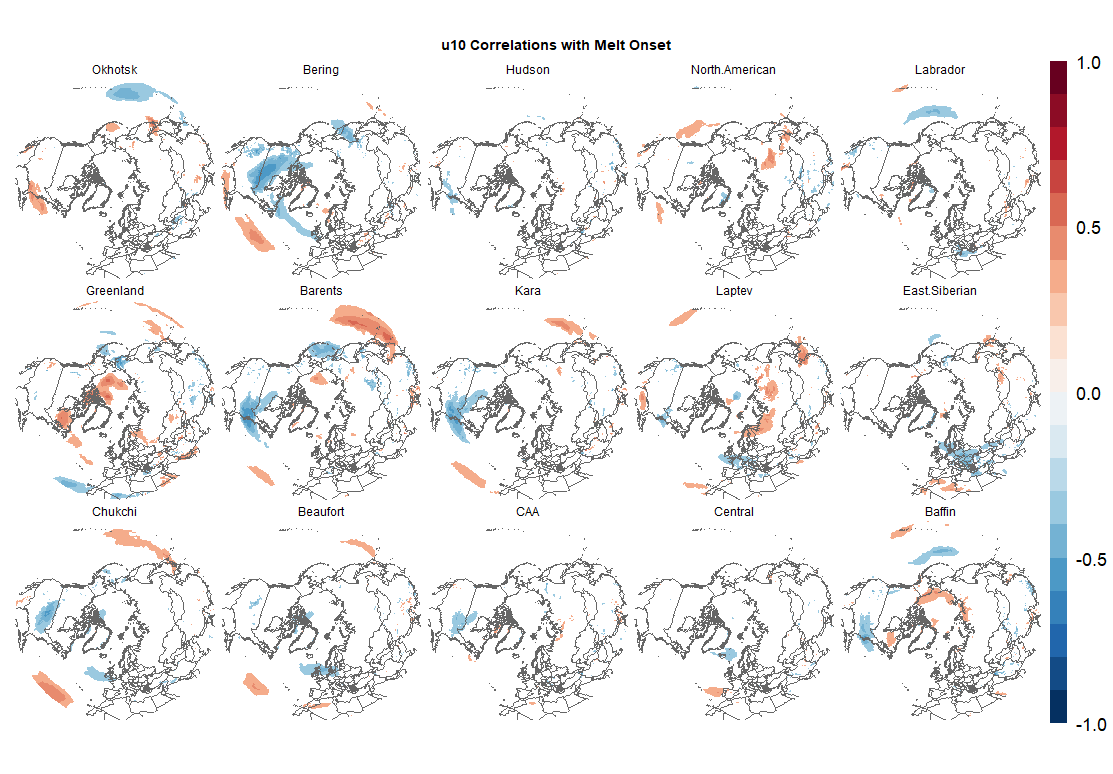 u10 Correlations with Melt Onset
Okhotsk Bering Hudson North.American Labrador
Greenland Barents Kara Laptev East.Siberian
Chukchi Beaufort CAA Central Baffin
1.0
0.5
0.0
-0.5
-1.0